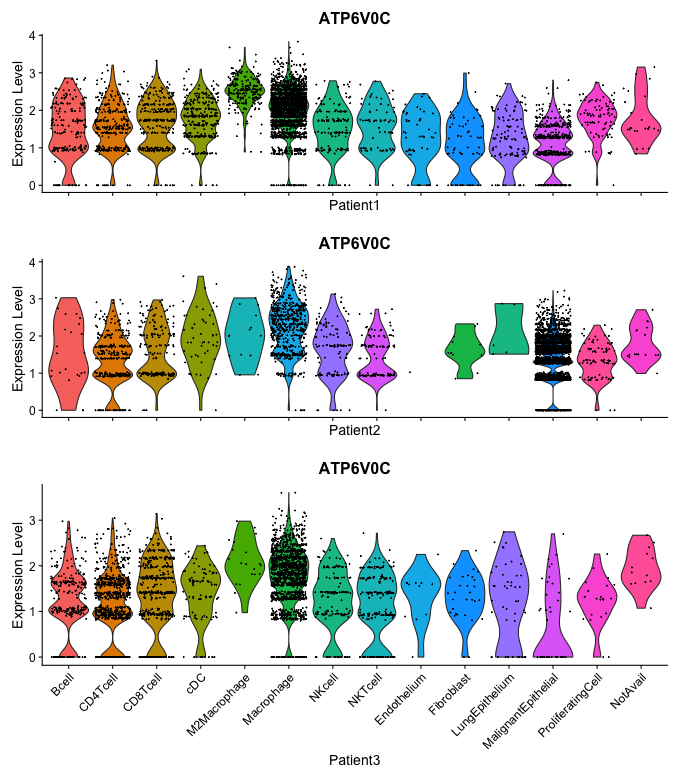 ATP6V0C
Expression Level
4
3
2
1
0
Patient1
ATP6V0C
Expression Level
4
3
2
1
0
Patient2
ATP6V0C
Expression Level
3
2
1
0
Bcell
CD4Tcell
CD8Tcell
cDC
M2Macrophage
Macrophage
NKcell
NKTcell
Endothelium
Fibroblast
LungEpithelium
MalignantEpithelial
ProliferatingCell
NotAvail
Patient3